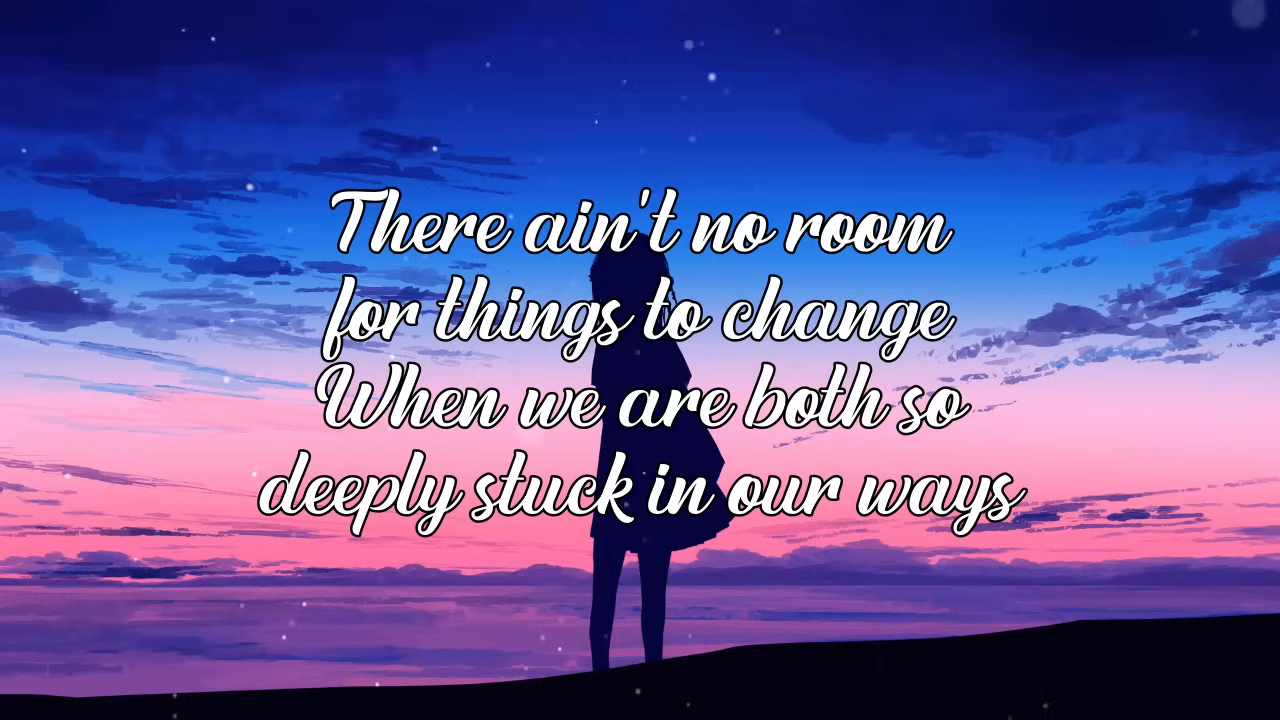 There ain't no room
for things to change
When we are both so
deeply stuck in our ways